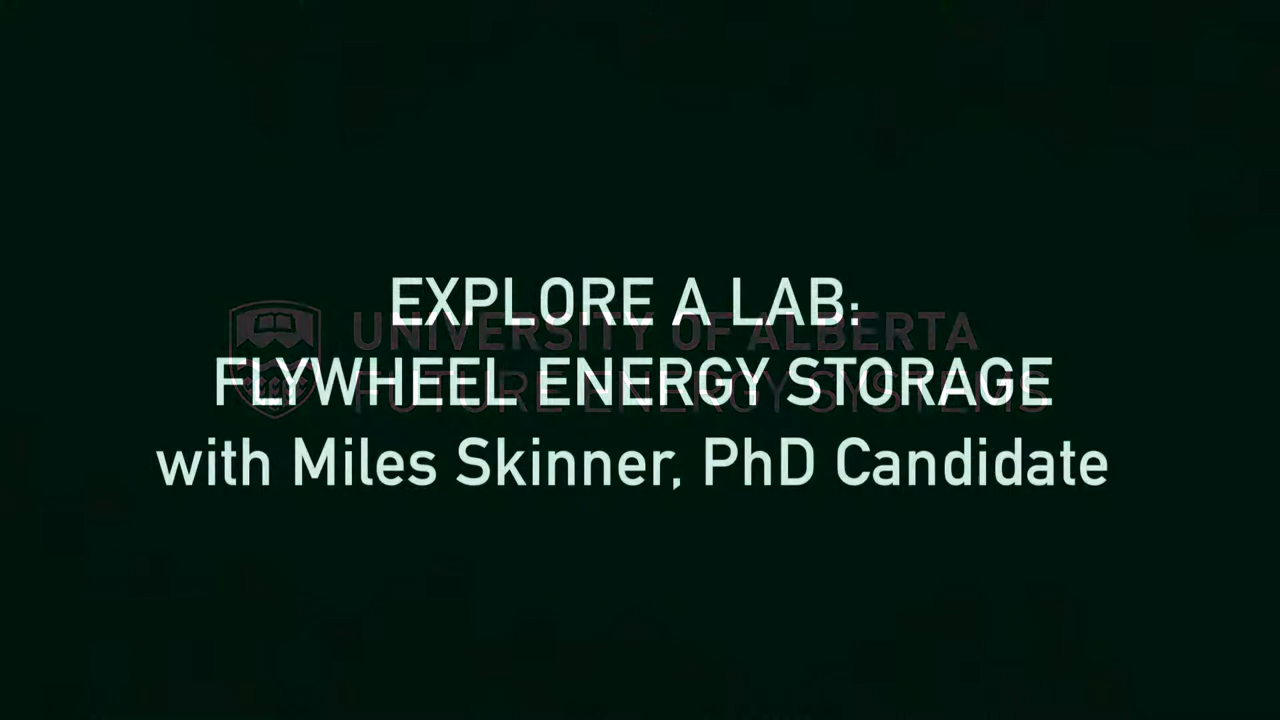 EXPLORE A LAB:
UNIVERSITY OF ALBERTA
FLYWHEEL ENERGY STORAGE
FUTURE ENERGY SYSTEMS
with Miles Skinner, PhD Candidate